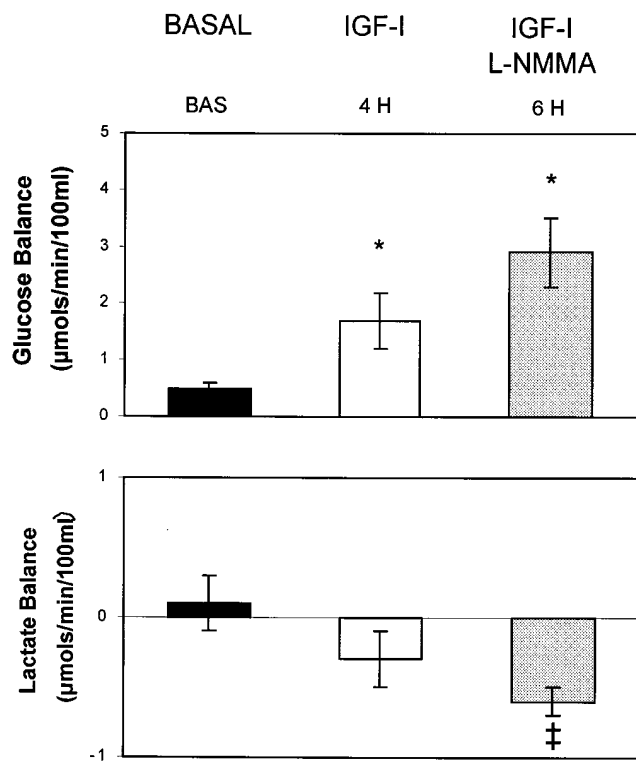 BASAL IGF-I IGF-I
L-NMMA
BAS 4 H 6 H
Glucose Balance
(µmols/min/100ml)
5
4
3
2
1
0
*
*
Lactate Balance
(µmols/min/100ml)
1
0
-1
‡